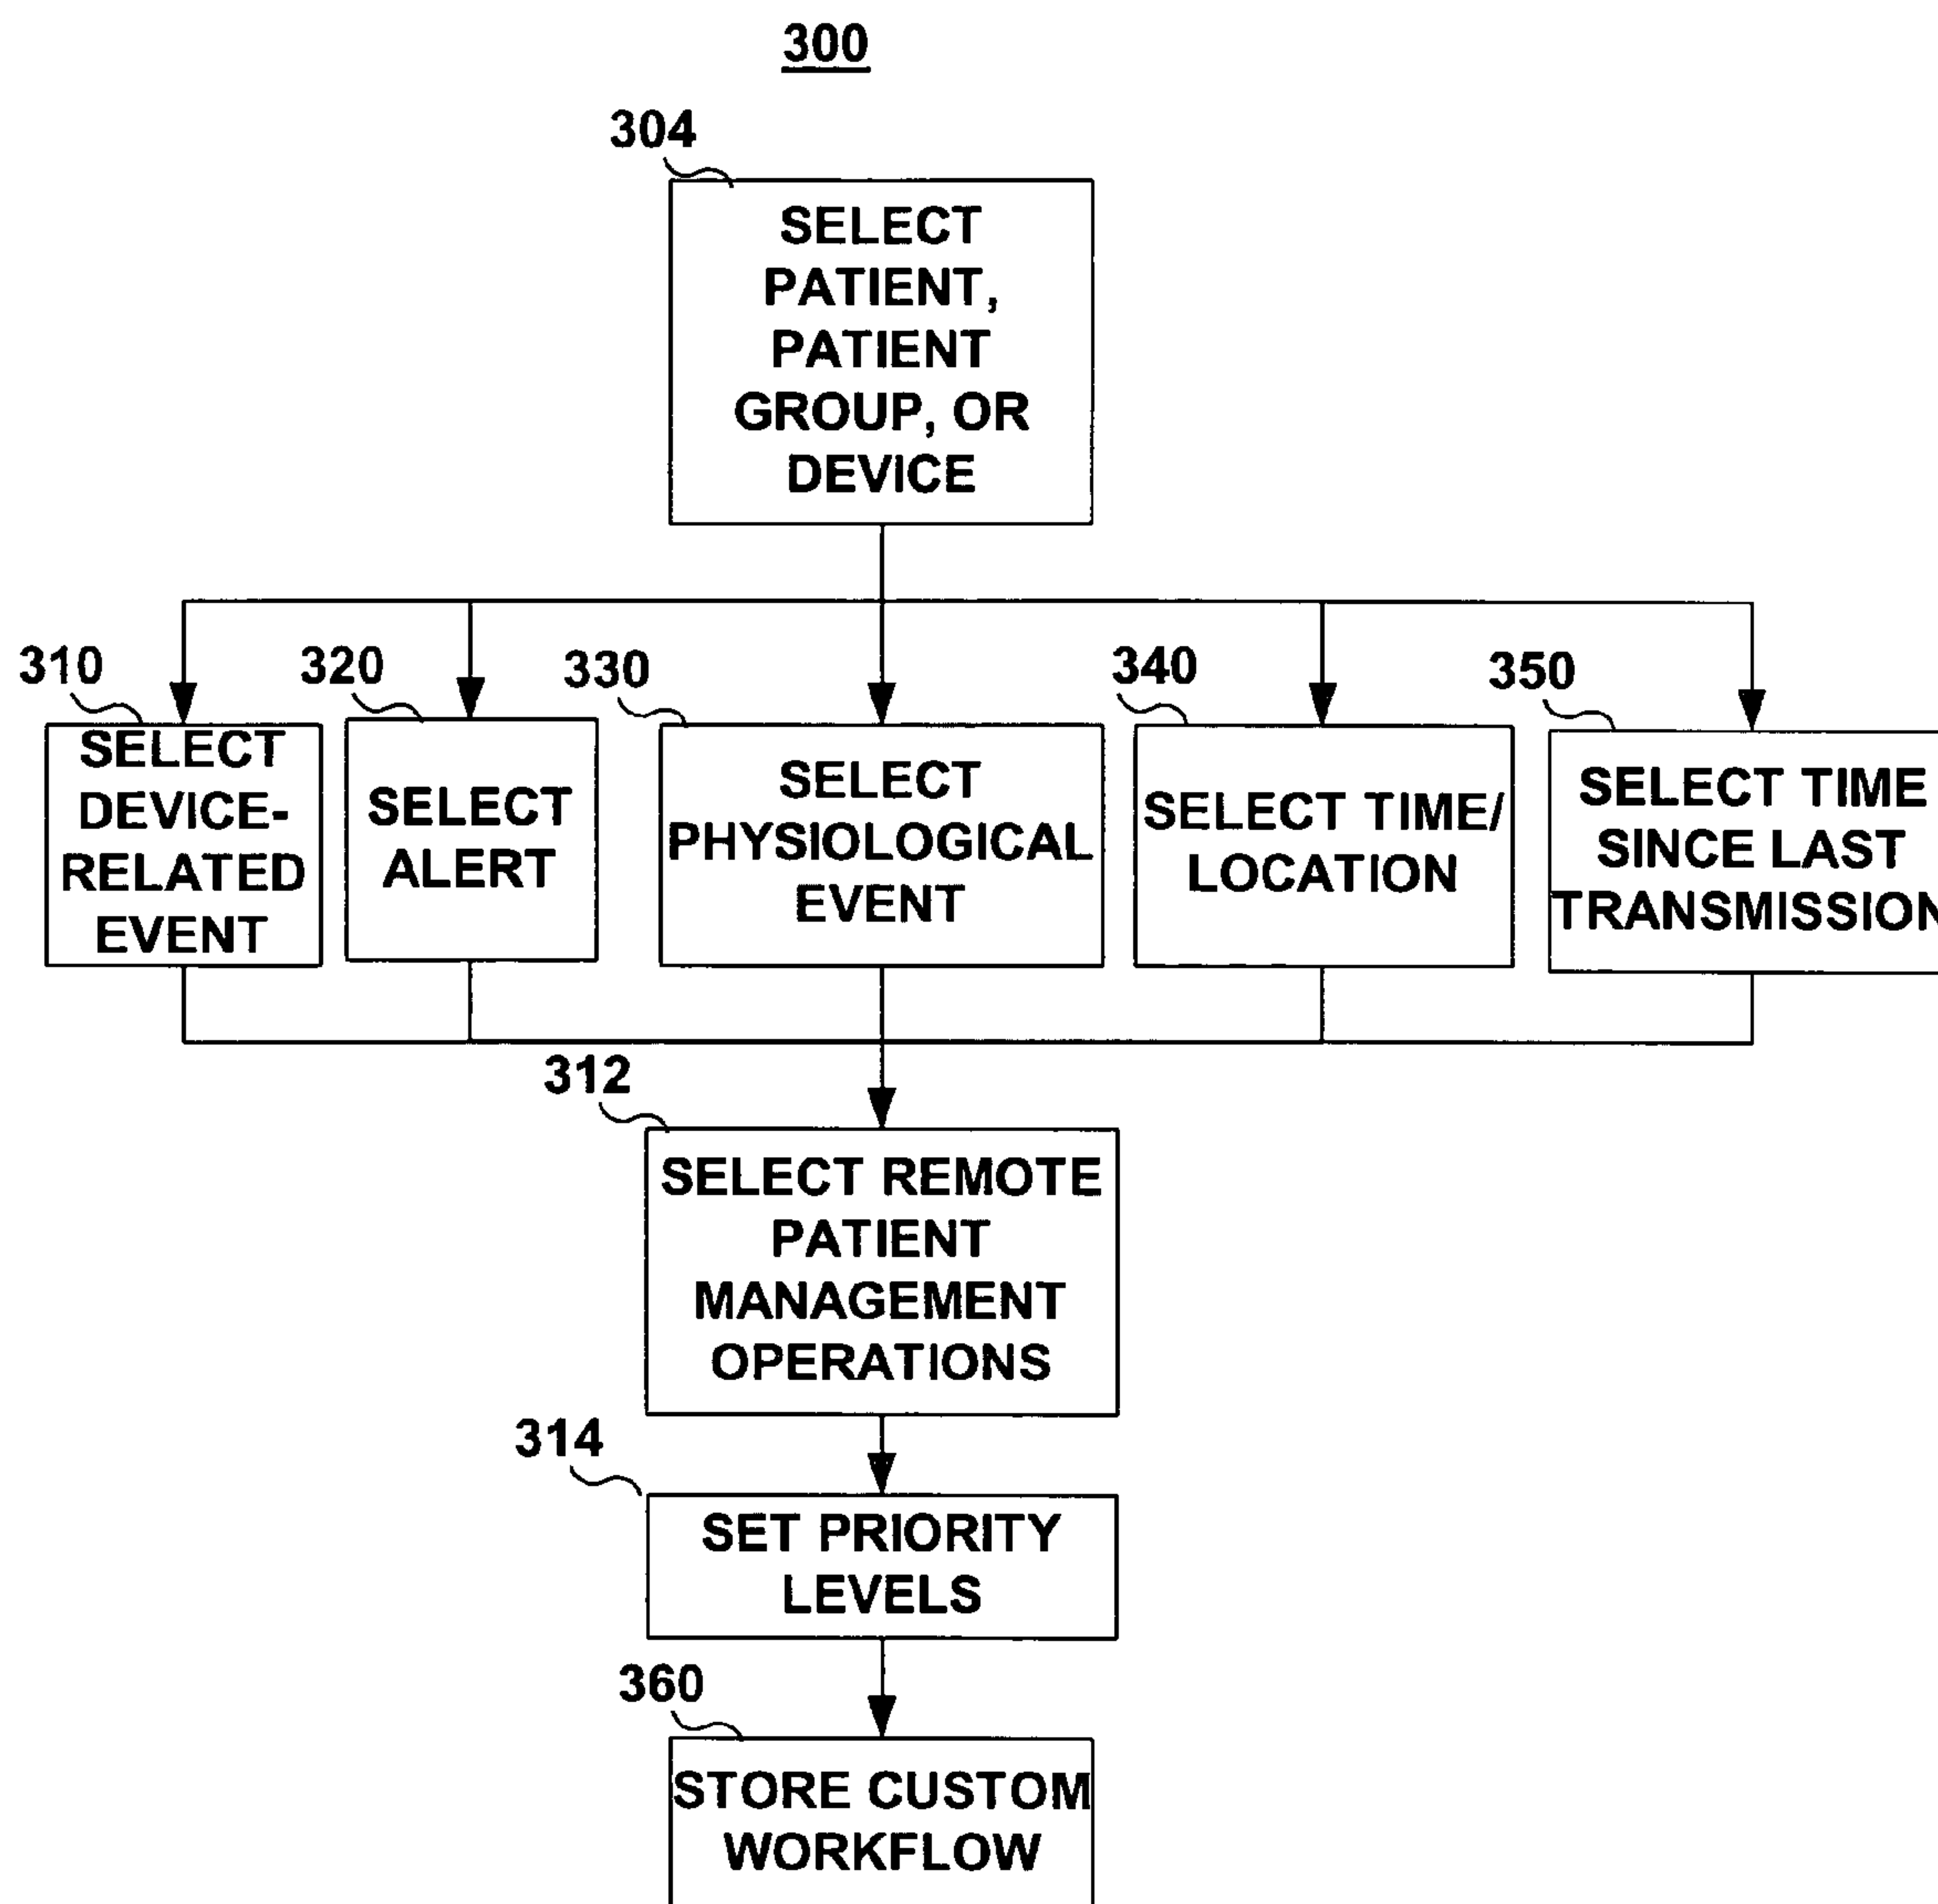 300
304
SELECT
PATIENT,
PATIENT
GROUP, OR
DEVICE
310
320
330
340
350
SELECT
DEVICE-
RELATED
EVENT
SELECT
ALERT
SELECT
PHYSIOLOGICAL
EVENT
SELECT TIME/
LOCATION
SELECT TIME
SINCE LAST
TRANSMISSION
312
SELECT REMOTE
PATIENT
MANAGEMENT
OPERATIONS
314
SET PRIORITY
LEVELS
360
STORE CUSTOM
WORKFLOW